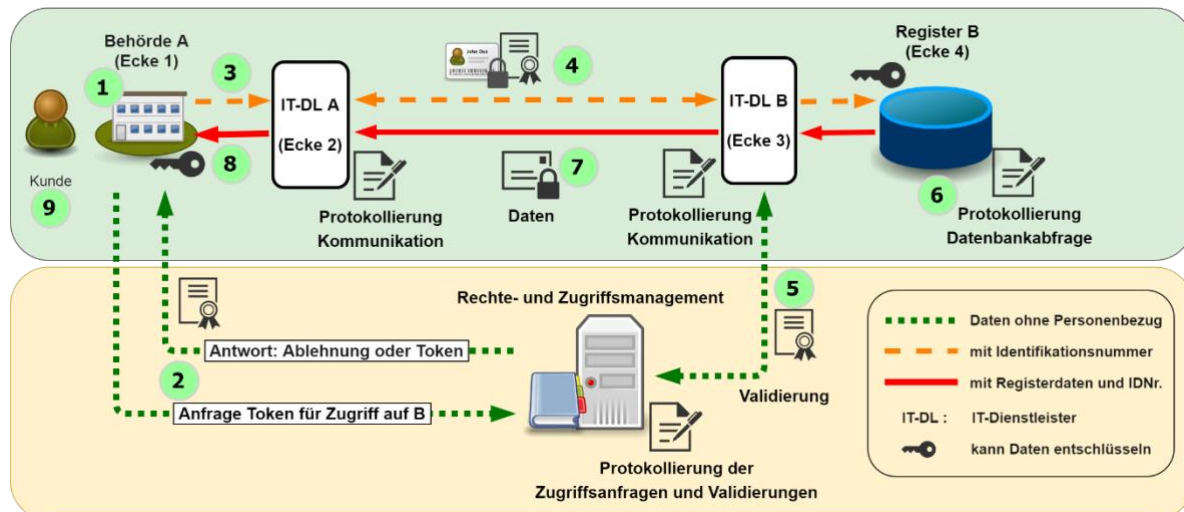 Behörde A
(Ecke 1)
1
3
IT-DL A
(Ecke 2)
John Doe
4
IT-DL B
(Ecke 3)
Register B
(Ecke 4)
Kunde
9
8
Protokollierung
Kommunikation
7
Daten
Protokollierung
Kommunikation
6
Protokollierung
Datenbankabfrage
Rechte- und Zugriffsmanagement
5
Antwort: Ablehnung oder Token
2
Anfrage Token für Zugriff auf B
Validierung
Protokollierung der
Zugriffsanfragen und Validierungen
Daten ohne Personenbezug
mit Identifikationsnummer
mit Registerdaten und IDNr.
IT-DL : IT-Dienstleister
kann Daten entschlüsseln